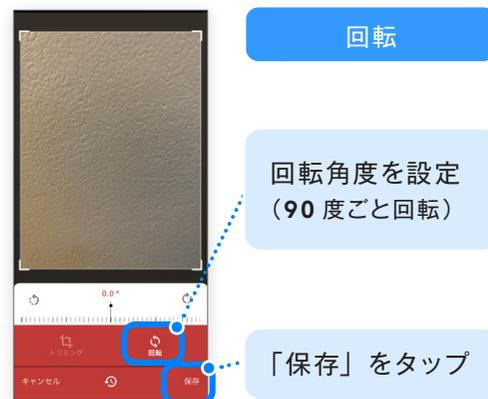 回転
回転角度を設定
（90 度ごと回転）
0.0°
トリミング
回転
「保存」をタップ
キャンセル
保存